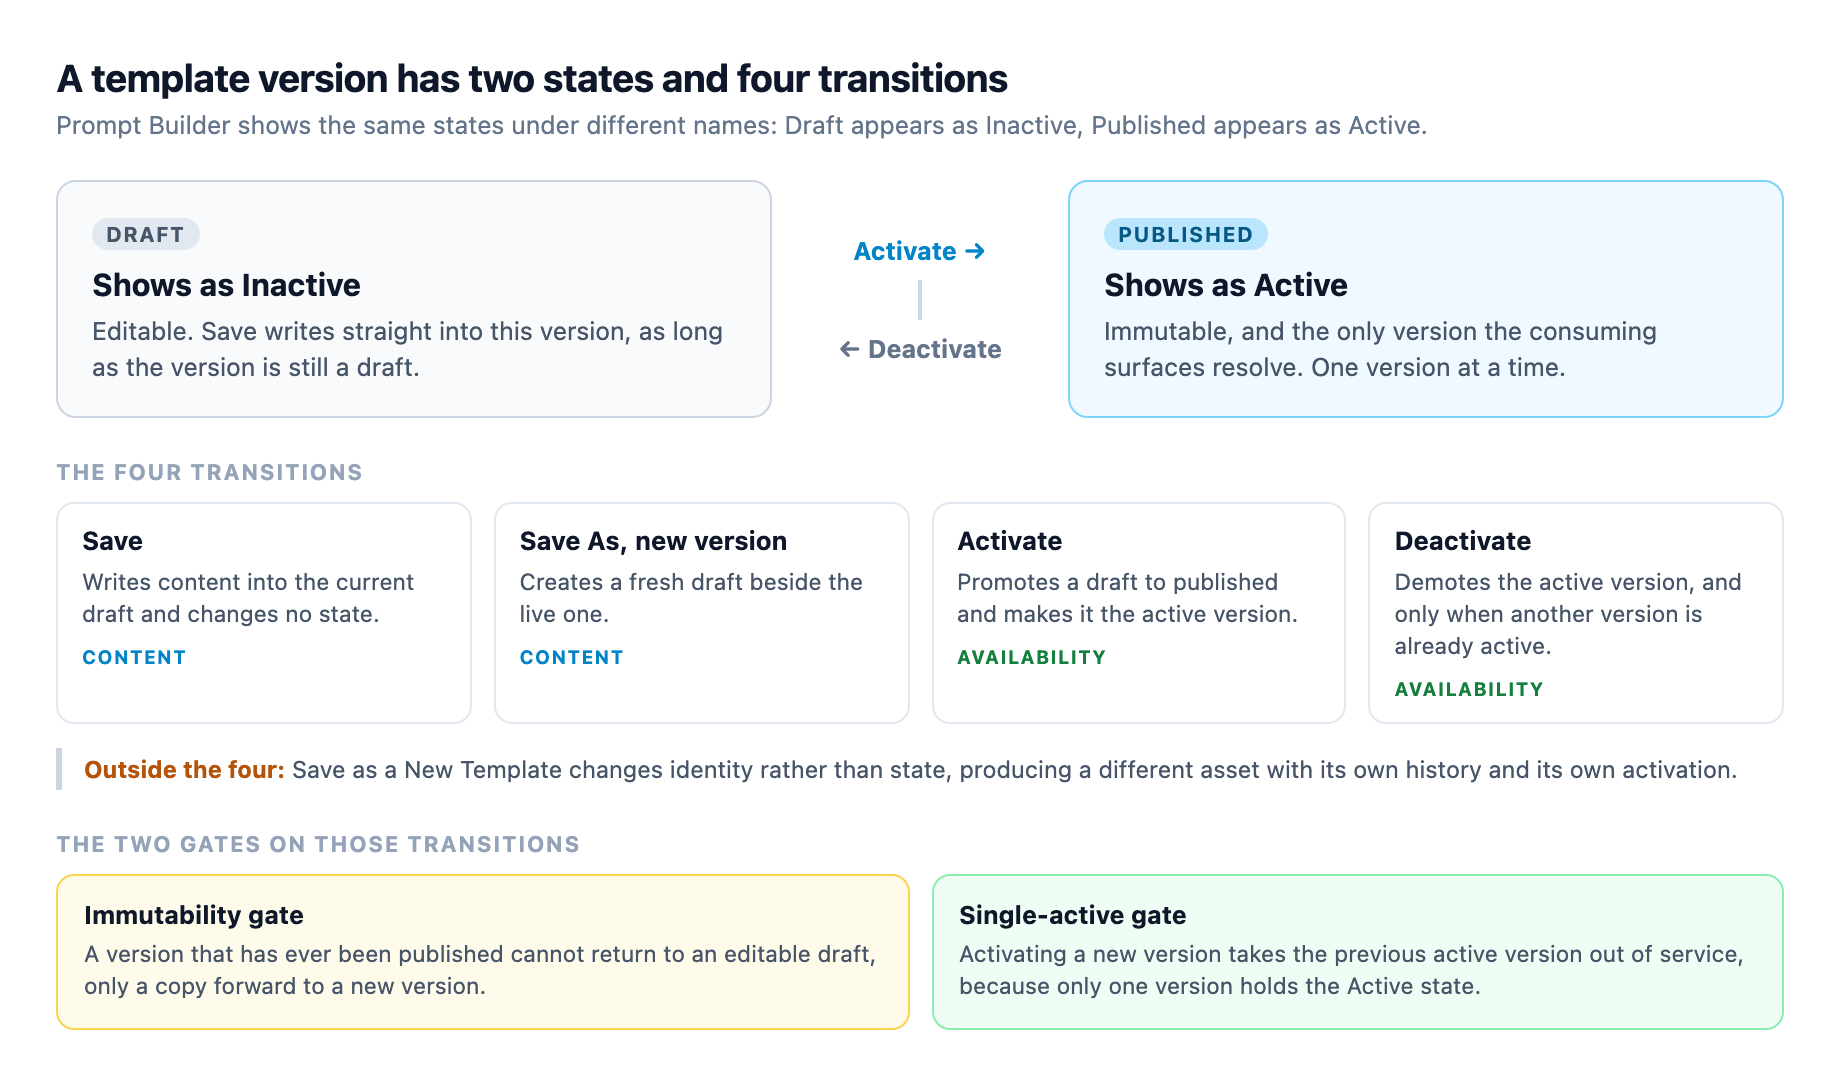 A template version has two states and four transitions
Prompt Builder shows the same states under different names: Draft appears as Inactive, Published appears as Active.
DRAFT
Shows as Inactive
Editable. Save writes straight into this version, as long
as the version is still a draft.
Activate →
← Deactivate
PUBLISHED
Shows as Active
Immutable, and the only version the consuming
surfaces resolve. One version at a time.
THE FOUR TRANSITIONS
Save
Writes content into the current
draft and changes no state.
CONTENT
Save As, new version
Creates a fresh draft beside the
live one.
CONTENT
Activate
Promotes a draft to published
and makes it the active version.
AVAILABILITY
Deactivate
Demotes the active version, and
only when another version is
already active.
AVAILABILITY
Outside the four: Save as a New Template changes identity rather than state, producing a different asset with its own history and its own activation.
THE TWO GATES ON THOSE TRANSITIONS
Immutability gate
A version that has ever been published cannot return to an editable draft,
only a copy forward to a new version.
Single-active gate
Activating a new version takes the previous active version out of service,
because only one version holds the Active state.